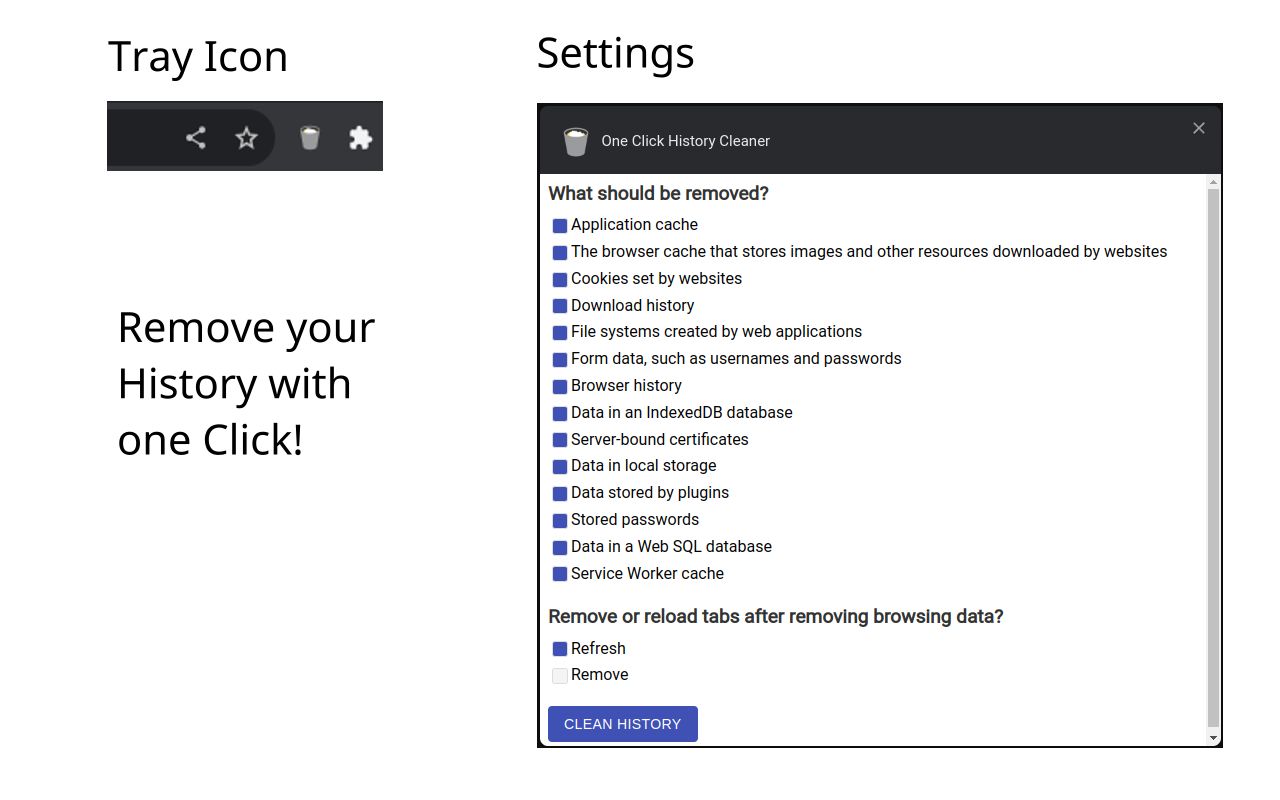 Tray Icon
Remove your
History with
one Click!
Settings
One Click History Cleaner
What should be removed?
Application cache
The browser cache that stores images and other resources downloaded by websites
Cookies set by websites
Download history
File systems created by web applications
Form data, such as usernames and passwords
Browser history
Data in an IndexedDB database
Server-bound certificates
Data in local storage
Data stored by plugins
Stored passwords
Data in a Web SQL database
Service Worker cache
Remove or reload tabs after removing browsing data?
Refresh
Remove
CLEAN HISTORY